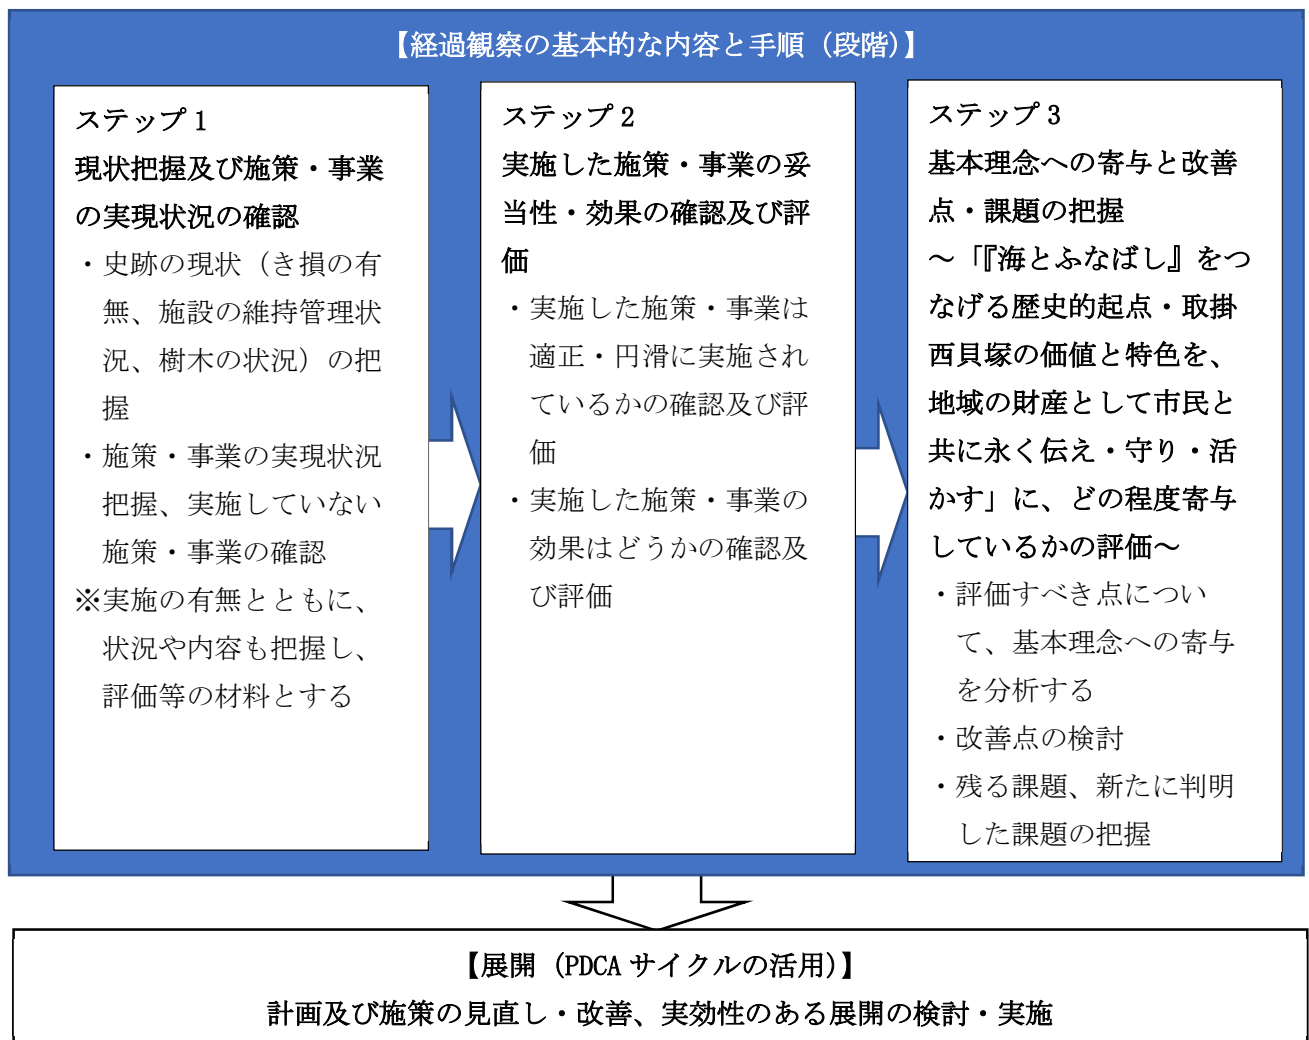 【経過観察の基本的な内容と手順（段階）】
ステップ 1
現状把握及び施策・事業
の実現状況の確認
・史跡の現状（き損の有
無、施設の維持管理状
況、樹木の状況）の把
握
・施策・事業の実現状況
把握、実施していない
施策・事業の確認
※実施の有無とともに、
状況や内容も把握し、
評価等の材料とする
ステップ 2
実施した施策・事業の妥
当性・効果の確認及び評
価
・実施した施策・事業は
適正・円滑に実施され
ているかの確認及び評
価
・実施した施策・事業の
効果はどうかの確認及
び評価
ステップ 3
基本理念への寄与と改善
点・課題の把握
～「『海とふなばし』をつ
なげる歴史的起点・取掛
西貝塚の価値と特色を、
地域の財産として市民と
共に永く伝え・守り・活
かす」に、どの程度寄与
しているかの評価～
・評価すべき点につい
て、基本理念への寄与
を分析する
・改善点の検討
・残る課題、新たに判明
した課題の把握
【展開（PDCA サイクルの活用）】
計画及び施策の見直し・改善、実効性のある展開の検討・実施